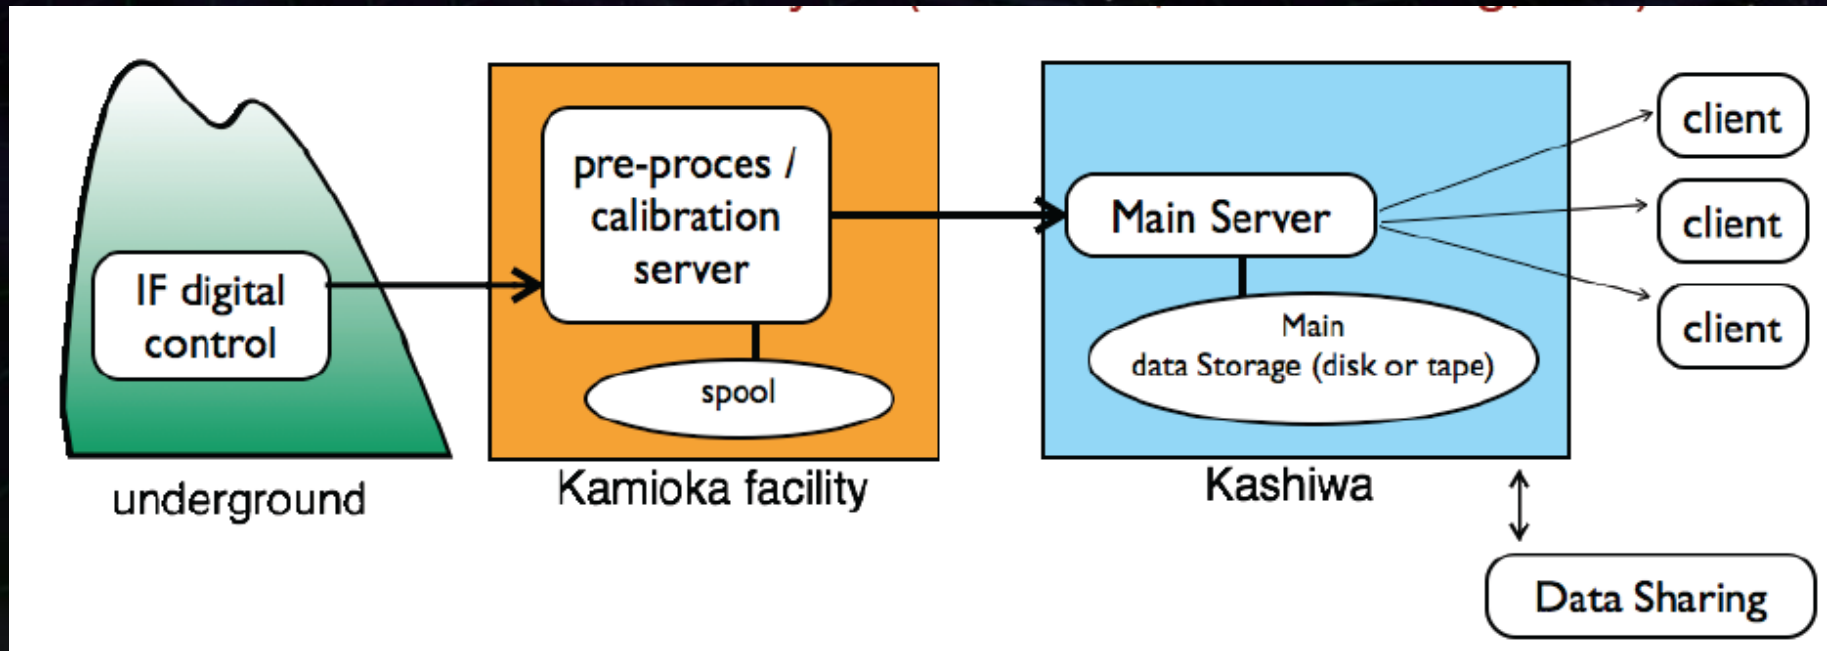 IF digital
control
underground
pre-proces /
calibration
server
spool
Kamioka facility
Main Server
Main
data Storage (disk or tape)
Kashiwa
client
client
client
Data Sharing